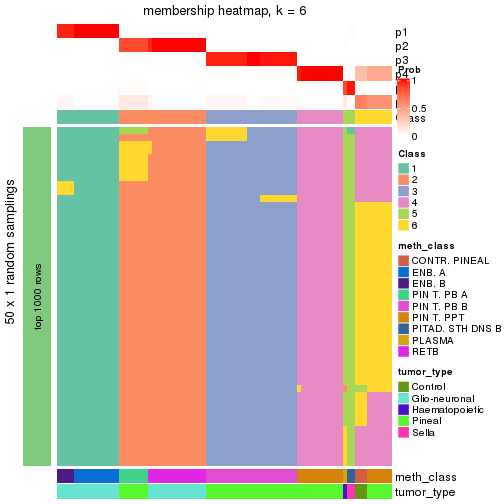 membership heatmap, k = 6
p1
p2
p3
p4
Prob
1
0.5
0
Class
1
2
3
4
5
6
50 x 1 random samplings
top 1000 rows
meth_class
CONTR. PINEAL
ENB. A
ENB. B
PIN T. PB A
PIN T. PB B
PIN T. PPT
PITAD. STH DNS B
PLASMA
RETB
tumor_type
Control
Glio-neuronal
Haematopoietic
Pineal
Sella
meth_class
tumor_type